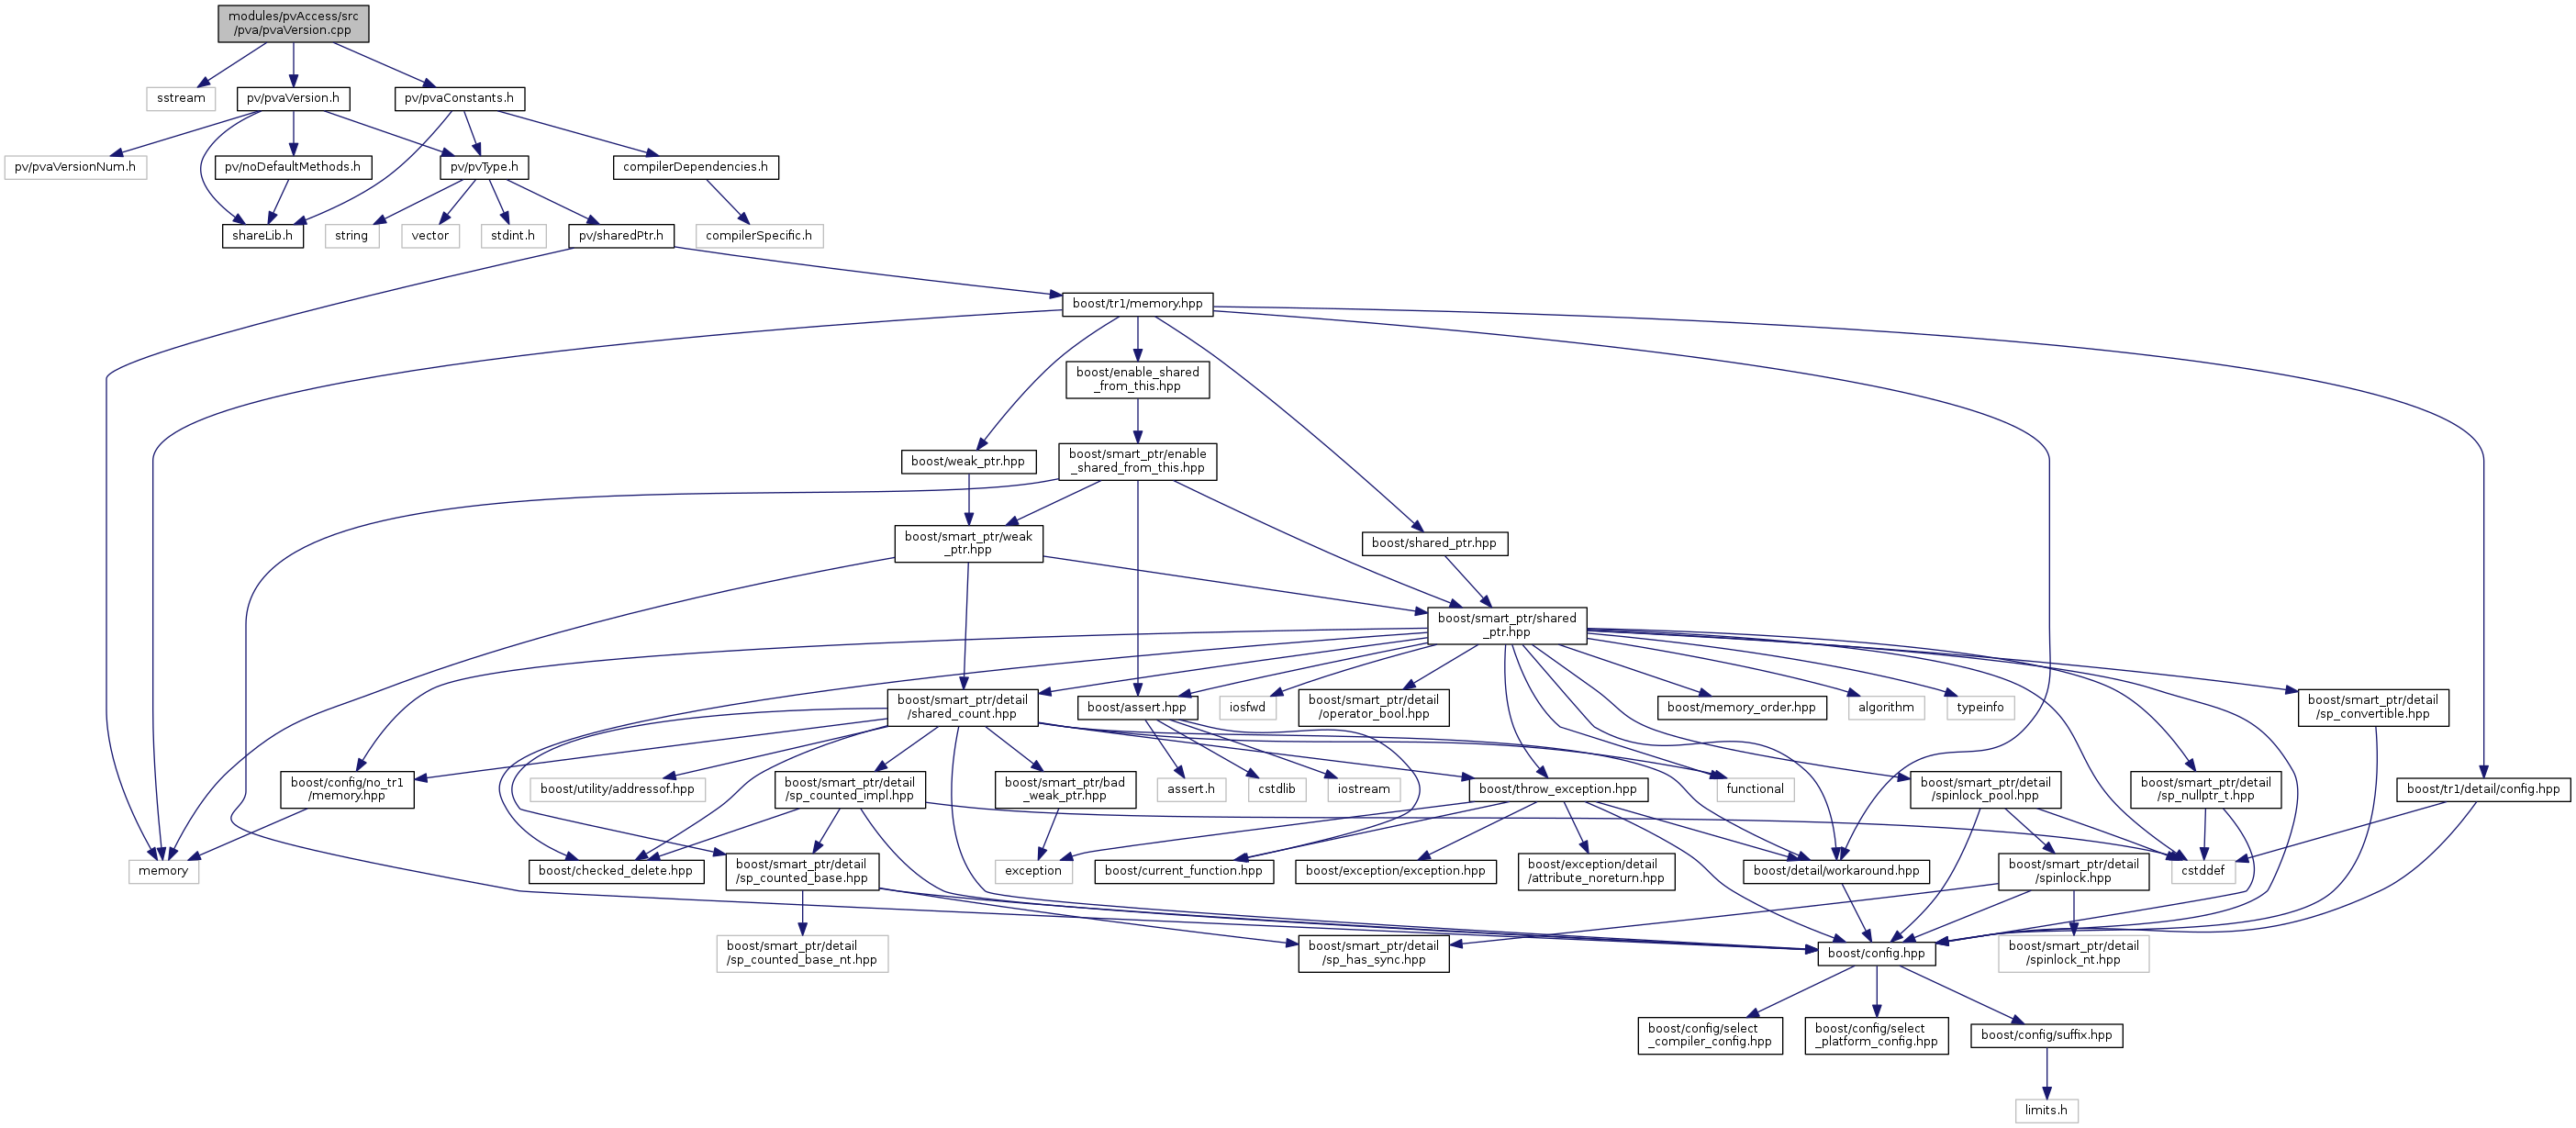 modules/pvAccess/src
/pva/pvaVersion.cpp
sstream
pv/pvaVersion.h
pv/pvaConstants.h
pv/pvaVersionNum.h
pv/noDefaultMethods.h
pv/pvType.h
compilerDependencies.h
shareLib.h
string
vector
stdint.h
pv/sharedPtr.h
compilerSpecific.h
boost/tr1/memory.hpp
boost/enable_shared
_from_this.hpp
boost/weak_ptr.hpp
boost/smart_ptr/enable
_shared_from_this.hpp
boost/smart_ptr/weak
_ptr.hpp
boost/shared_ptr.hpp
boost/smart_ptr/shared
_ptr.hpp
boost/smart_ptr/detail
/shared_count.hpp
boost/assert.hpp
iosfwd
boost/smart_ptr/detail
/operator_bool.hpp
boost/memory_order.hpp
algorithm
typeinfo
boost/smart_ptr/detail
/sp_convertible.hpp
boost/config/no_tr1
/memory.hpp
boost/utility/addressof.hpp
boost/smart_ptr/detail
/sp_counted_impl.hpp
boost/smart_ptr/bad
_weak_ptr.hpp
assert.h
cstdlib
iostream
boost/throw_exception.hpp
functional
boost/smart_ptr/detail
/spinlock_pool.hpp
boost/smart_ptr/detail
/sp_nullptr_t.hpp
boost/tr1/detail/config.hpp
memory
boost/checked_delete.hpp
boost/smart_ptr/detail
/sp_counted_base.hpp
exception
boost/current_function.hpp
boost/exception/exception.hpp
boost/exception/detail
/attribute_noreturn.hpp
boost/detail/workaround.hpp
boost/smart_ptr/detail
/spinlock.hpp
cstddef
boost/smart_ptr/detail
/sp_counted_base_nt.hpp
boost/smart_ptr/detail
/sp_has_sync.hpp
boost/config.hpp
boost/smart_ptr/detail
/spinlock_nt.hpp
boost/config/select
_compiler_config.hpp
boost/config/select
_platform_config.hpp
boost/config/suffix.hpp
limits.h